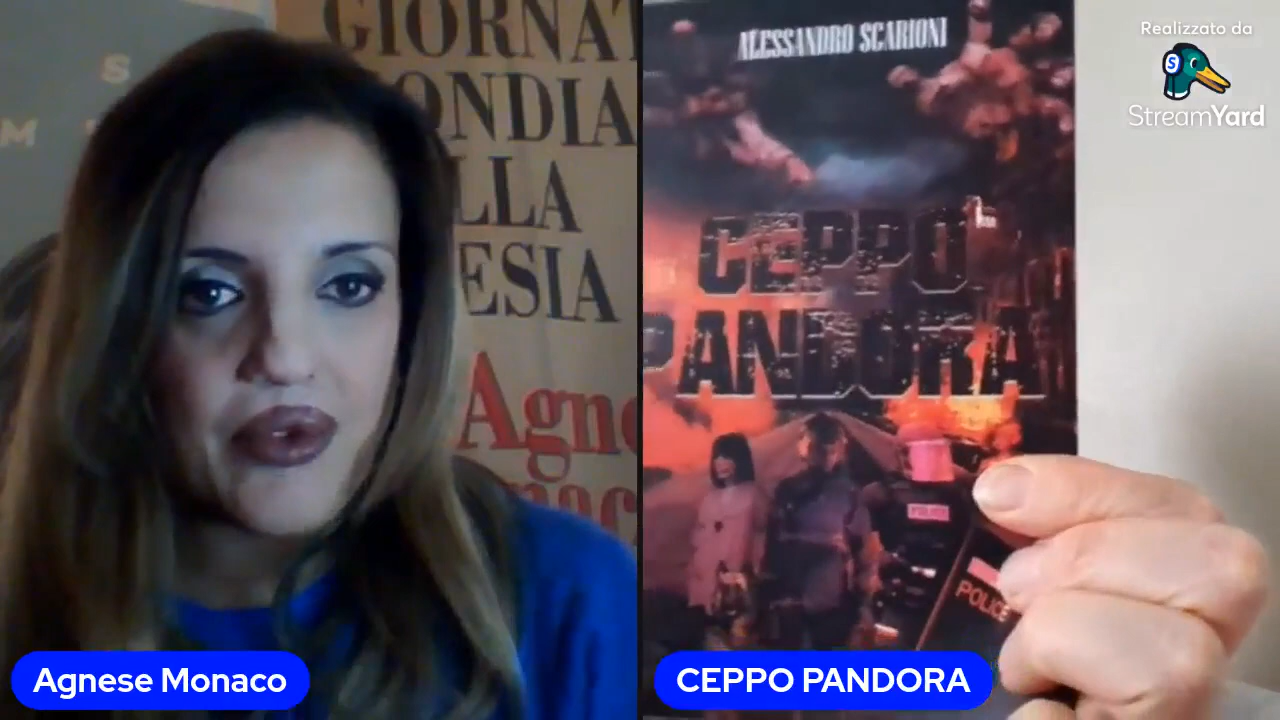 GIORNAT
ONDIA
LLA
ESIA
Agne
S
M
Agnese Monaco
ALESSANDRO SCARIONI
CEPPO
PANDORA
POLICE
POLICE
CEPPO PANDORA
Realizzato da
S
StreamYard